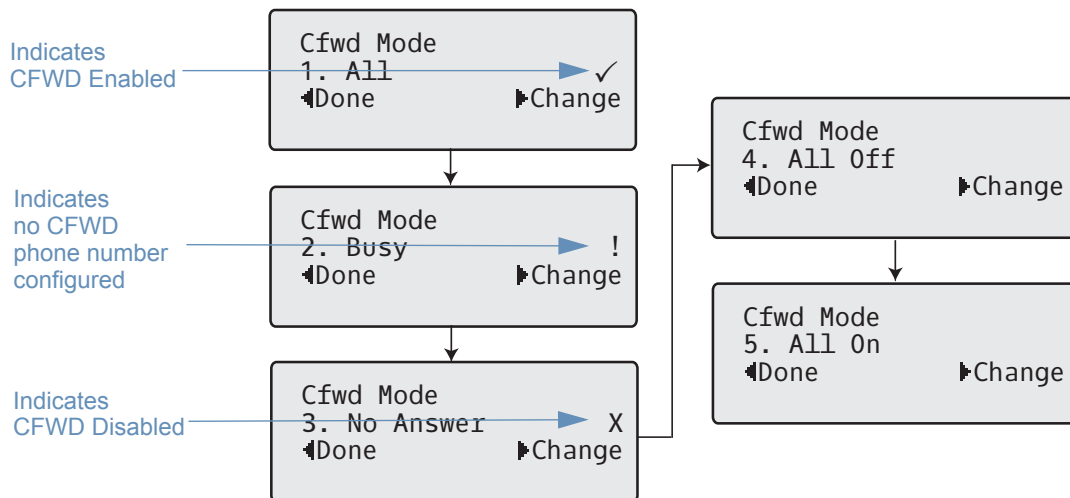 Indicates
CFWD Enabled
Cfwd Mode
1. All ✓
◀Done ▶Change
Indicates
no CFWD
phone number
configured
Cfwd Mode
2. Busy !
◀Done ▶Change
Indicates
CFWD Disabled
Cfwd Mode
3. No Answer X
◀Done ▶Change
Cfwd Mode
4. All Off
◀Done ▶Change
Cfwd Mode
5. All On
◀Done ▶Change